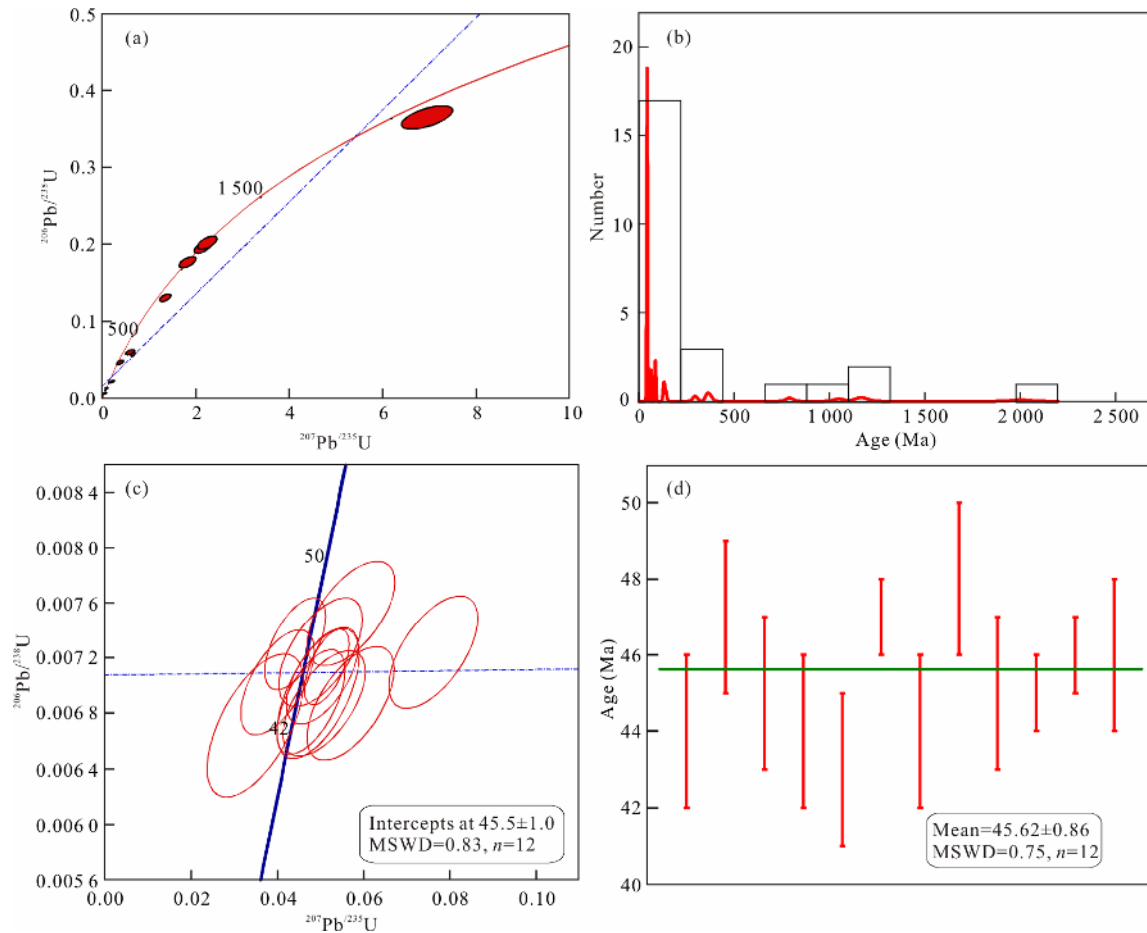 (a)
0.5
0.4
0.3
0.2
0.1
0.0
²⁰⁶Pb/²³⁸U
1 500
500
0 2 4 6 8 10
²⁰⁷Pb/²³⁵U
(b)
20
15
10
5
0
Number
0 500 1 000 1 500 2 000 2 500
Age (Ma)
(c)
0.008 4
0.008 0
0.007 6
0.007 2
0.006 8
0.006 4
0.006 0
0.005 6
²⁰⁶Pb/²³⁸U
50
42
Intercepts at 45.5±1.0
MSWD=0.83, n=12
0.00 0.02 0.04 0.06 0.08 0.10
²⁰⁷Pb/²³⁵U
(d)
50
48
46
44
42
40
Age (Ma)
Mean=45.62±0.86
MSWD=0.75, n=12